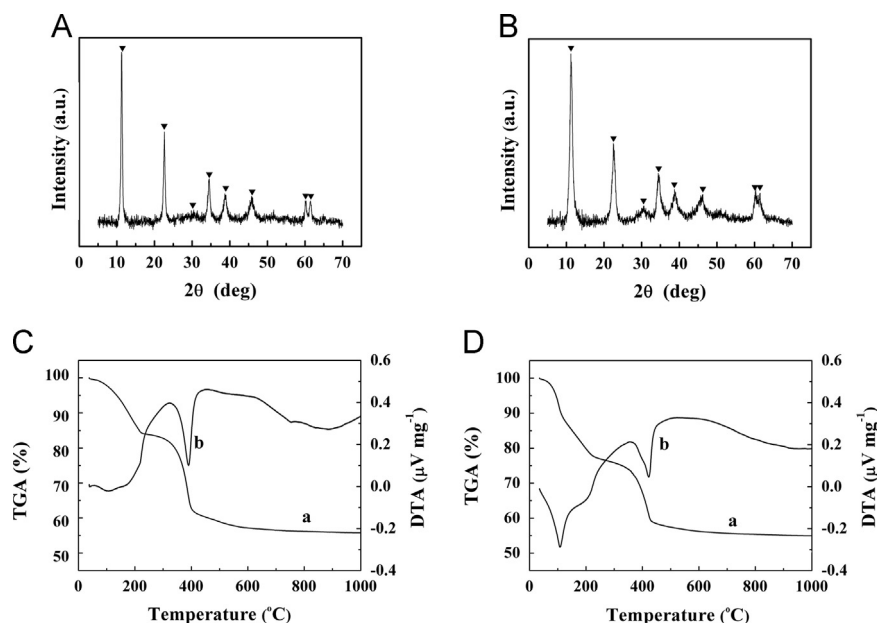 A
Intensity (a.u.)
0 10 20 30 40 50 60 70
2θ (deg)
B
Intensity (a.u.)
0 10 20 30 40 50 60 70
2θ (deg)
C
100
90
80
70
60
50
TGA (%)
0.6
0.4
0.2
0.0
-0.2
-0.4
DTA (μV mg-1)
b
a
0 200 400 600 800 1000
Temperature (oC)
D
100
90
80
70
60
50
TGA (%)
0.6
0.4
0.2
0.0
-0.2
-0.4
DTA (μV mg-1)
b
a
0 200 400 600 800 1000
Temperature (oC)